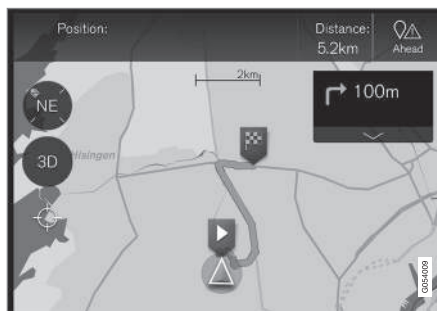 Position:
Distance:
5.2km
Ahead
2km
NE
100m
Hisingen
3D
G054009